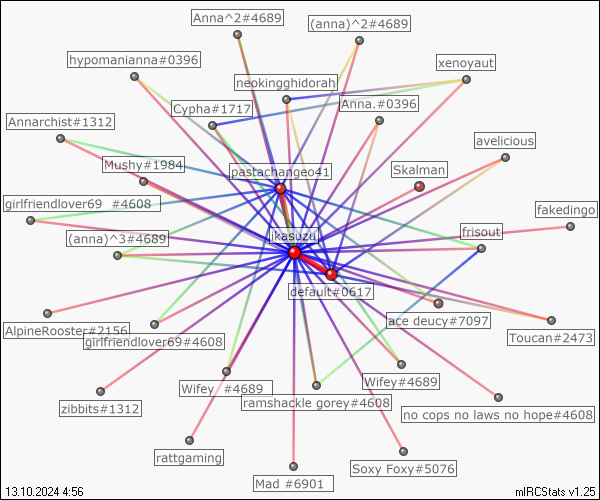 Anna^2#4689
(anna)^2#4689
hypomanianna#0396
xenoyaut
neokingghidorah
Cypha#1717
Anna.#0396
Annarchist#1312
avelicious
Mushy#1984
pastachangeo41
Skalman
girlfriendlover69 #4608
fakedingo
(anna)^3#4689
ikasuzu
frisout
default#0617
AlpineRooster#2156
girlfriendlover69#4608
ace deucy#7097
Toucan#2473
Wifey #4689
Wifey#4689
zibbits#1312
ramshackle gorey#4608
no cops no laws no hope#4608
rattgaming
Soxy Foxy#5076
Mad #6901
13.10.2024 4:56
mIRCStats v1.25